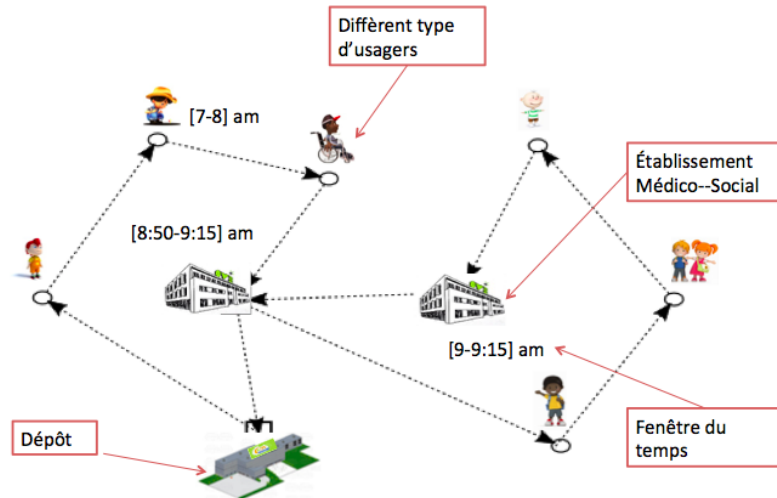 Diffèrent type
d'usagers
[7-8] am
Établissement
Médico--Social
[8:50-9:15] am
[9-9:15] am
Dépôt
Fenêtre du
temps